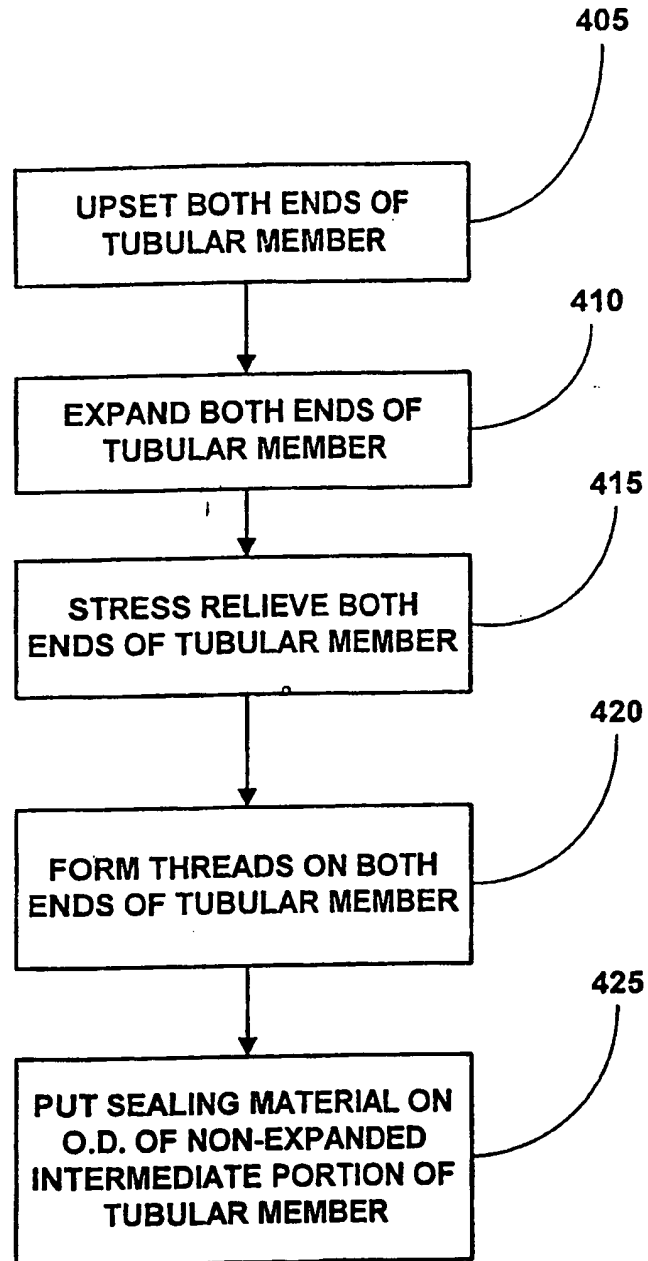 405
UPSET BOTH ENDS OF
TUBULAR MEMBER
410
EXPAND BOTH ENDS OF
TUBULAR MEMBER
415
STRESS RELIEVE BOTH
ENDS OF TUBULAR MEMBER
420
FORM THREADS ON BOTH
ENDS OF TUBULAR MEMBER
425
PUT SEALING MATERIAL ON
O.D. OF NON-EXPANDED
INTERMEDIATE PORTION OF
TUBULAR MEMBER